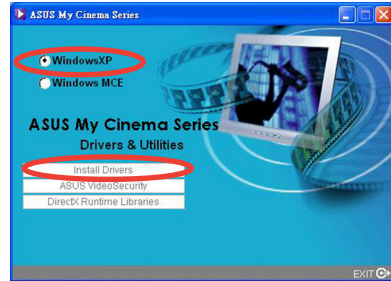 ASUS My Cinema Series
WindowsXP
Windows MCE
ASUS My Cinema Series
Drivers & Utilities
Install Drivers
ASUS VideoSecurity
DirectX Runtime Libraries
EXIT